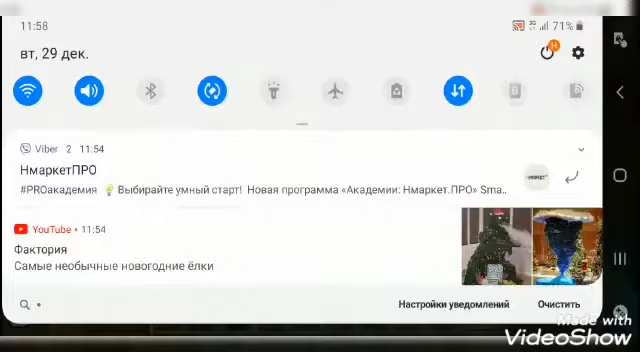 11:58
3G 71%
вт, 29 дек.
H
B
Viber 2 11:54
НмаркетПРО
#PROакадемия 💡 Выбирайте умный старт! Новая программа «Академии: Нмаркет.ПРО» Sma..
YouTube • 11:54
Фактория
Самые необычные новогодние ёлки
Настройки уведомлений Очистить
Made with
VideoShow